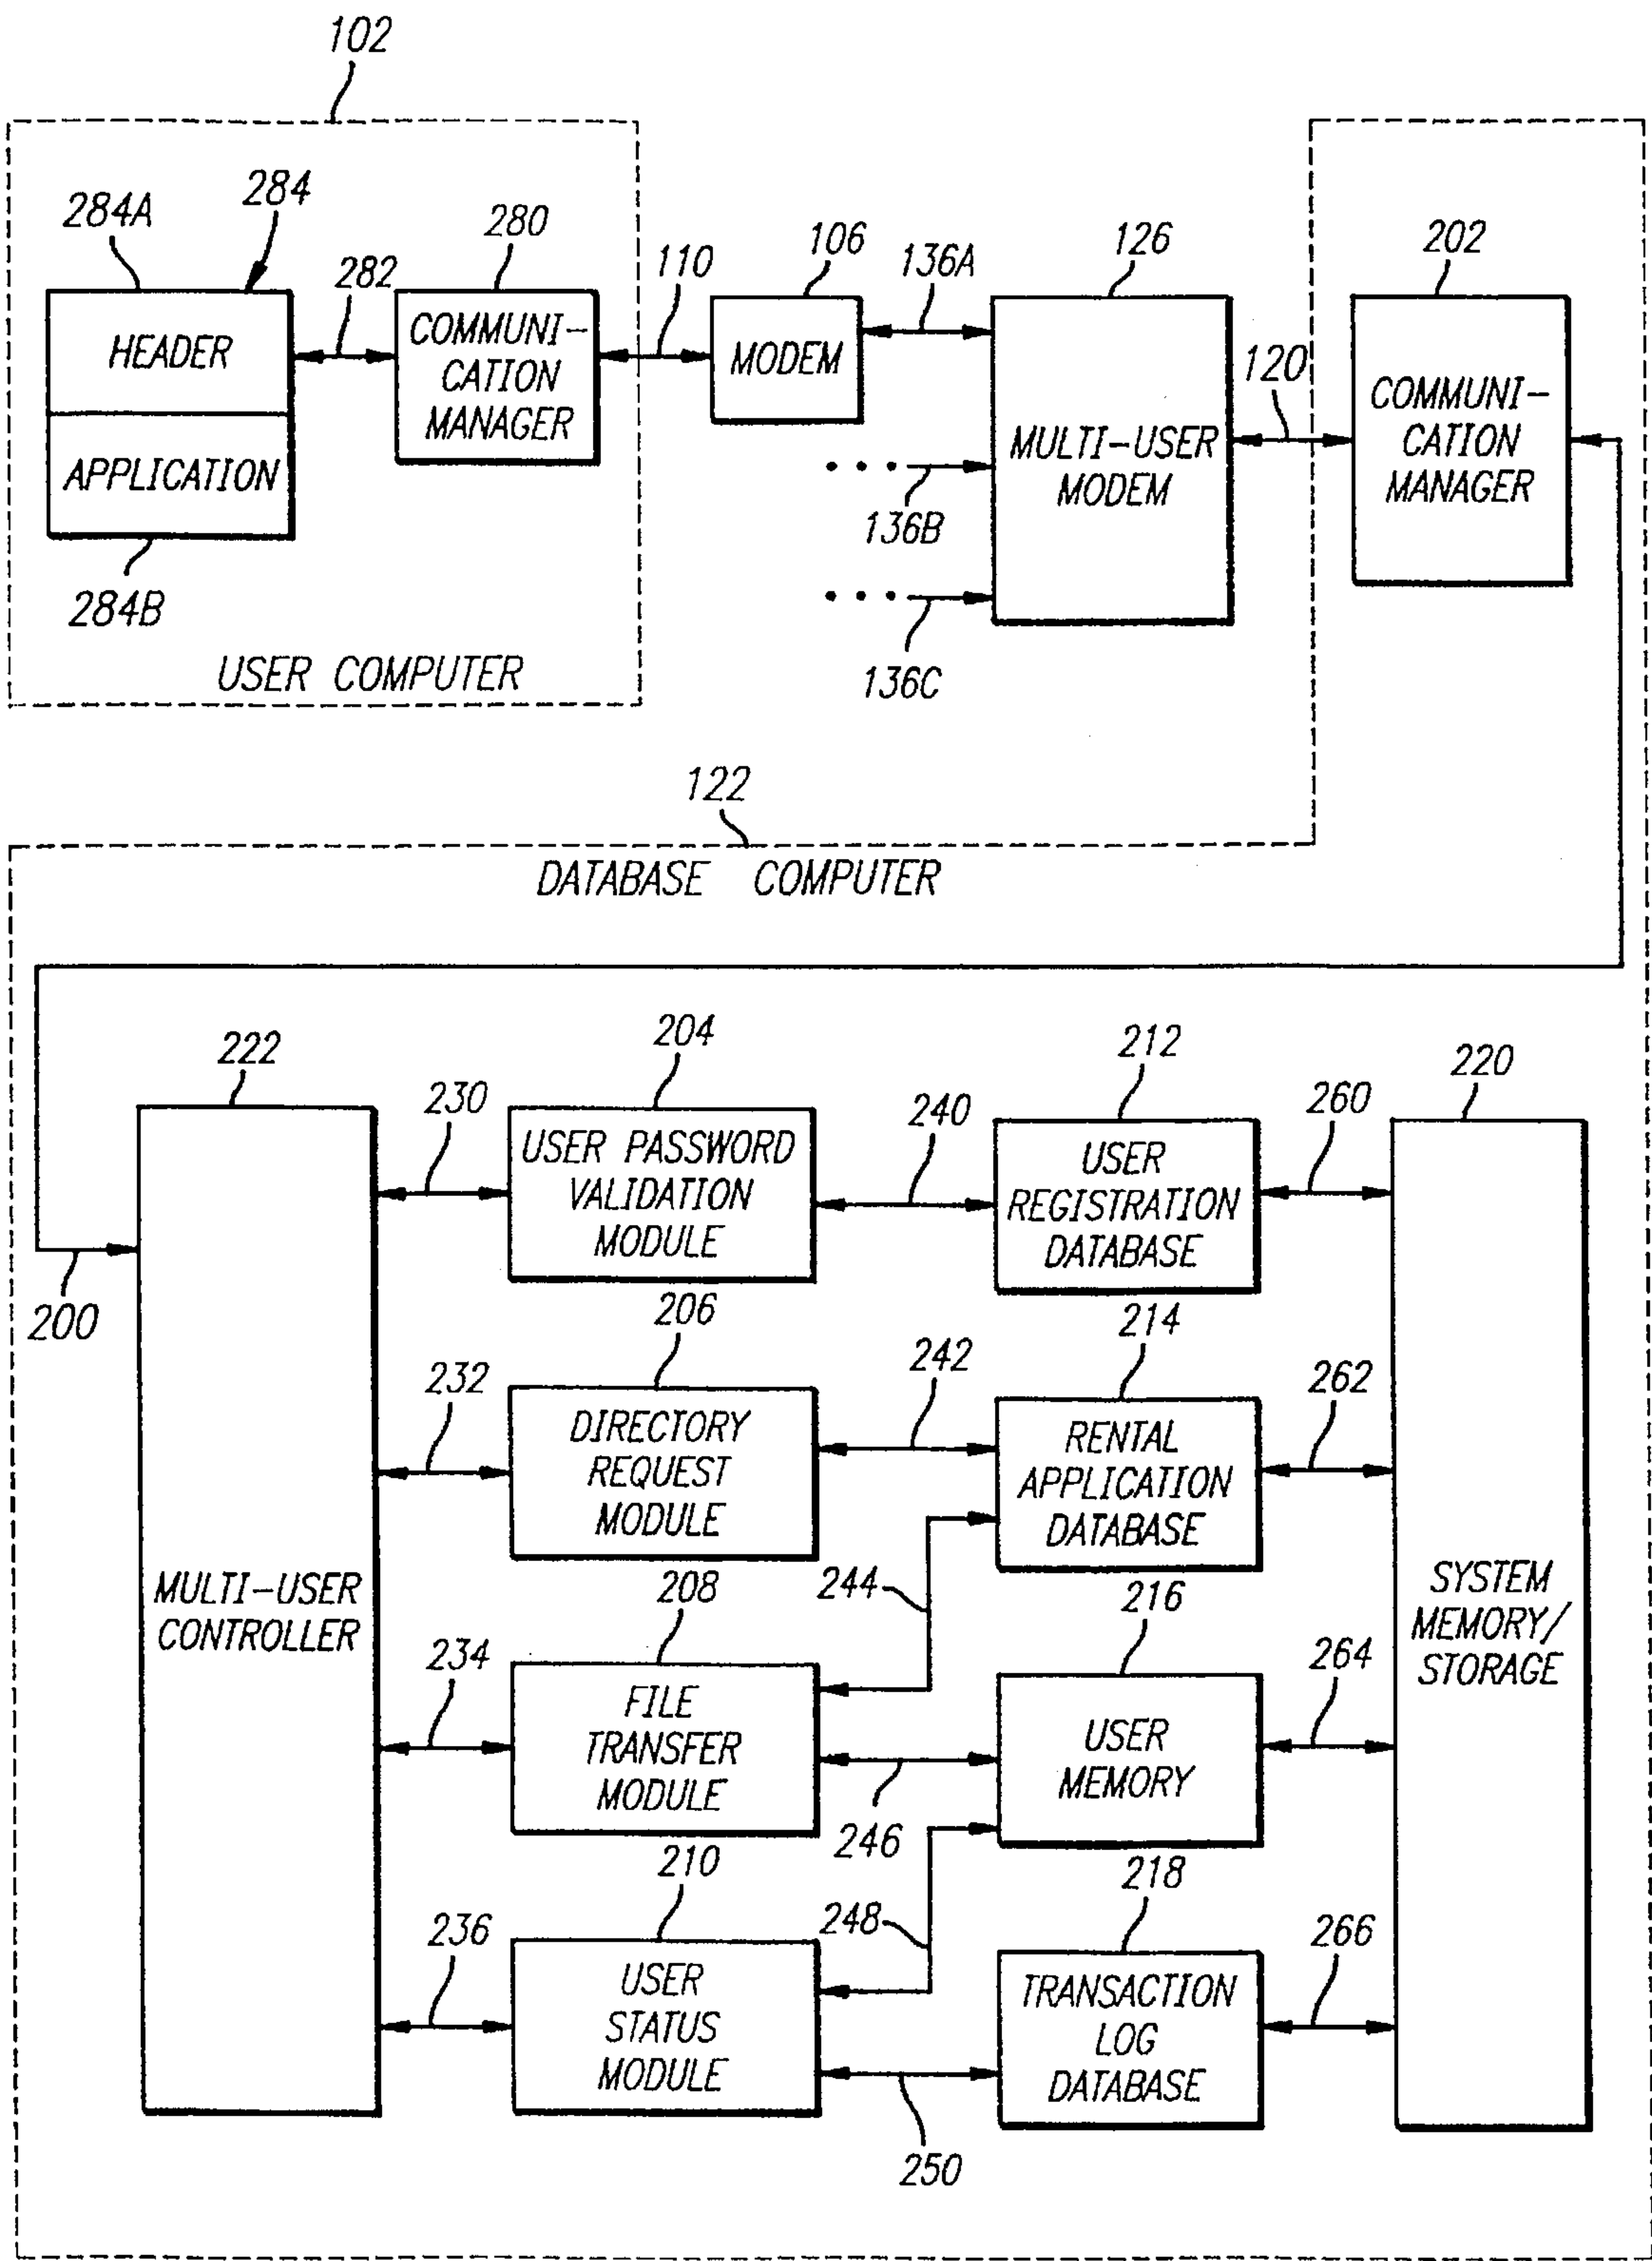 102
284A
284
282
280
110
106
136A
126
202
HEADER
APPLICATION
COMMUNI-
CATION
MANAGER
MODEM
MULTI-USER
MODEM
120
COMMUNI-
CATION
MANAGER
136B
136C
284B
USER COMPUTER
122
DATABASE COMPUTER
222
204
212
220
230
USER PASSWORD
VALIDATION
MODULE
240
USER
REGISTRATION
DATABASE
260
200
206
214
232
DIRECTORY
REQUEST
MODULE
242
RENTAL
APPLICATION
DATABASE
262
MULTI-USER
CONTROLLER
208
244
216
SYSTEM
MEMORY/
STORAGE
234
FILE
TRANSFER
MODULE
246
USER
MEMORY
264
210
248
218
236
USER
STATUS
MODULE
250
TRANSACTION
LOG
DATABASE
266